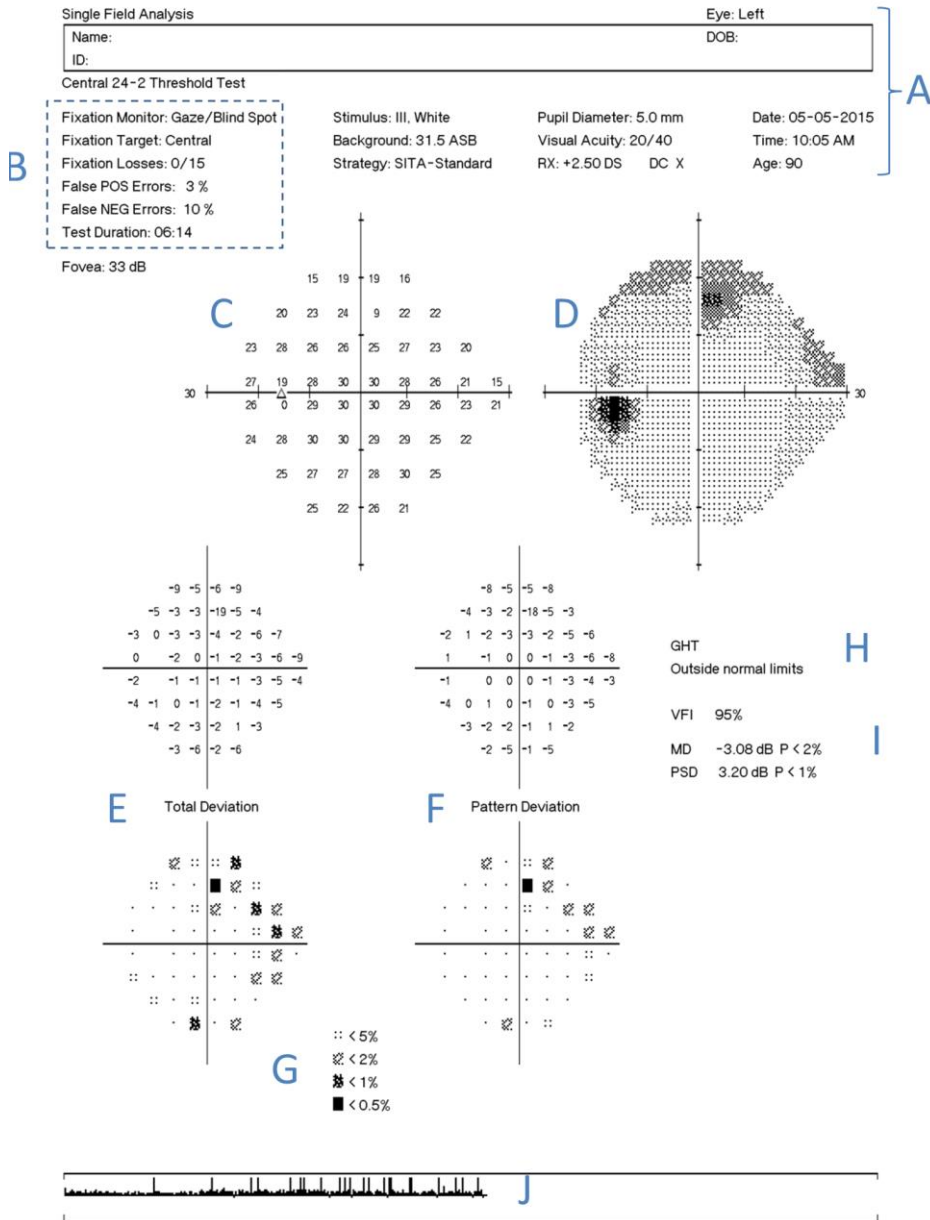 Single Field Analysis Eye: Left
Name: DOB:
ID:
A
Central 24-2 Threshold Test
Fixation Monitor: Gaze/Blind Spot Stimulus: III, White Pupil Diameter: 5.0 mm Date: 05-05-2015
Fixation Target: Central Background: 31.5 ASB Visual Acuity: 20/40 Time: 10:05 AM
B Fixation Losses: 0/15 Strategy: SITA-Standard RX: +2.50 DS DC X Age: 90
False POS Errors: 3 %
False NEG Errors: 10 %
Test Duration: 06:14
Fovea: 33 dB
15 19 19 16
C D
20 23 24 9 22 22
23 28 26 26 25 27 23 20
27 19 28 30 30 28 26 21 15
30 30
26 0 29 30 30 29 26 23 21
24 28 30 30 29 29 25 22
25 27 27 28 30 25
25 22 26 21
-9 -5 -6 -9 -8 -5 -5 -8
-5 -3 -3 -19 -5 -4 -4 -3 -2 -18 -5 -3
-3 0 -3 -3 -4 -2 -6 -7 -2 1 -2 -3 -3 -2 -5 -6
GHT H
0 -2 0 -1 -2 -3 -6 -9 1 -1 0 0 -1 -3 -6 -8
Outside normal limits
-2 -1 -1 -1 -1 -3 -5 -4 -1 0 0 0 -1 -4 -3
-4 -1 0 -1 -2 -1 -4 -5 -4 0 1 0 -1 0 -3 -5
VFI 95%
-4 -2 -3 -2 1 -3 -3 -2 -2 -1 1 -2
-3 -6 -2 -6 -2 -5 -1 -5
MD -3.08 dB P < 2% I
PSD 3.20 dB P < 1%
E Total Deviation F Pattern Deviation
:: < 5%
< 2%
G < 1%
< 0.5%
J